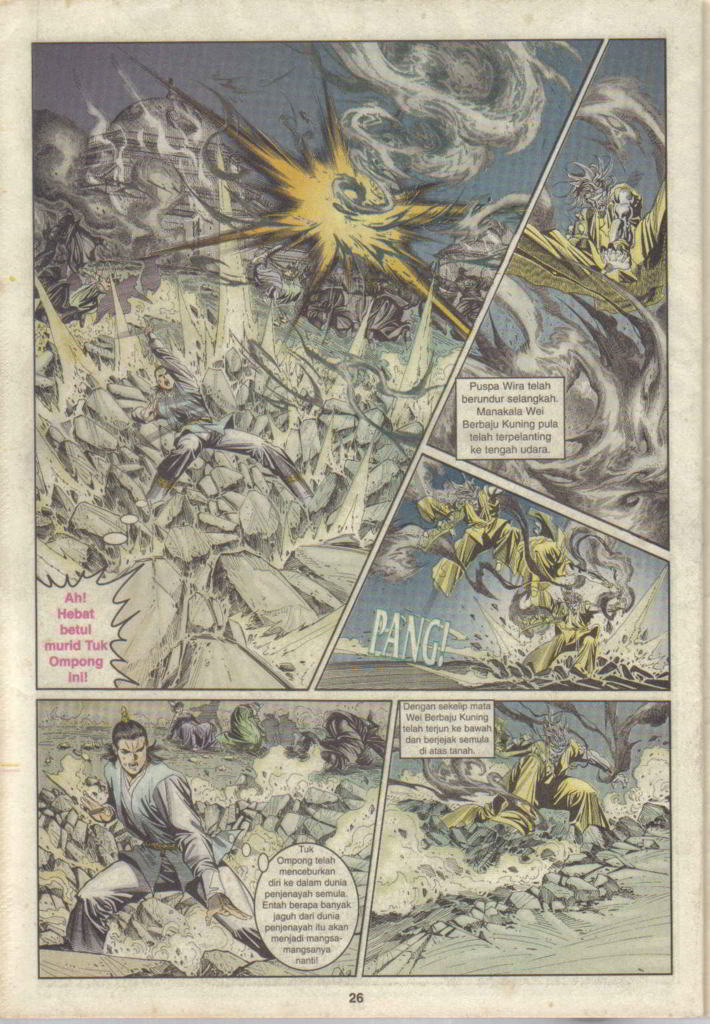 Puspa Wira telah
berundur selangkah.
Manakala Wei
Berbaju Kuning pula
telah terpelanting
ke tengah udara.
Ah!
Hebat
betul
murid Tuk
Ompong
ini!
PANG!
Tuk
Ompong telah
menceburkan
diri ke dalam dunia
penjenayah semula.
Entah berapa banyak
jaguh dari dunia
penjenayah itu akan
menjadi mangsa-
mangsanya
nanti!
Dengan sekelip mata
Wei Berbaju Kuning
telah terjun ke bawah
dan berjejak semula
di atas tanah.
26